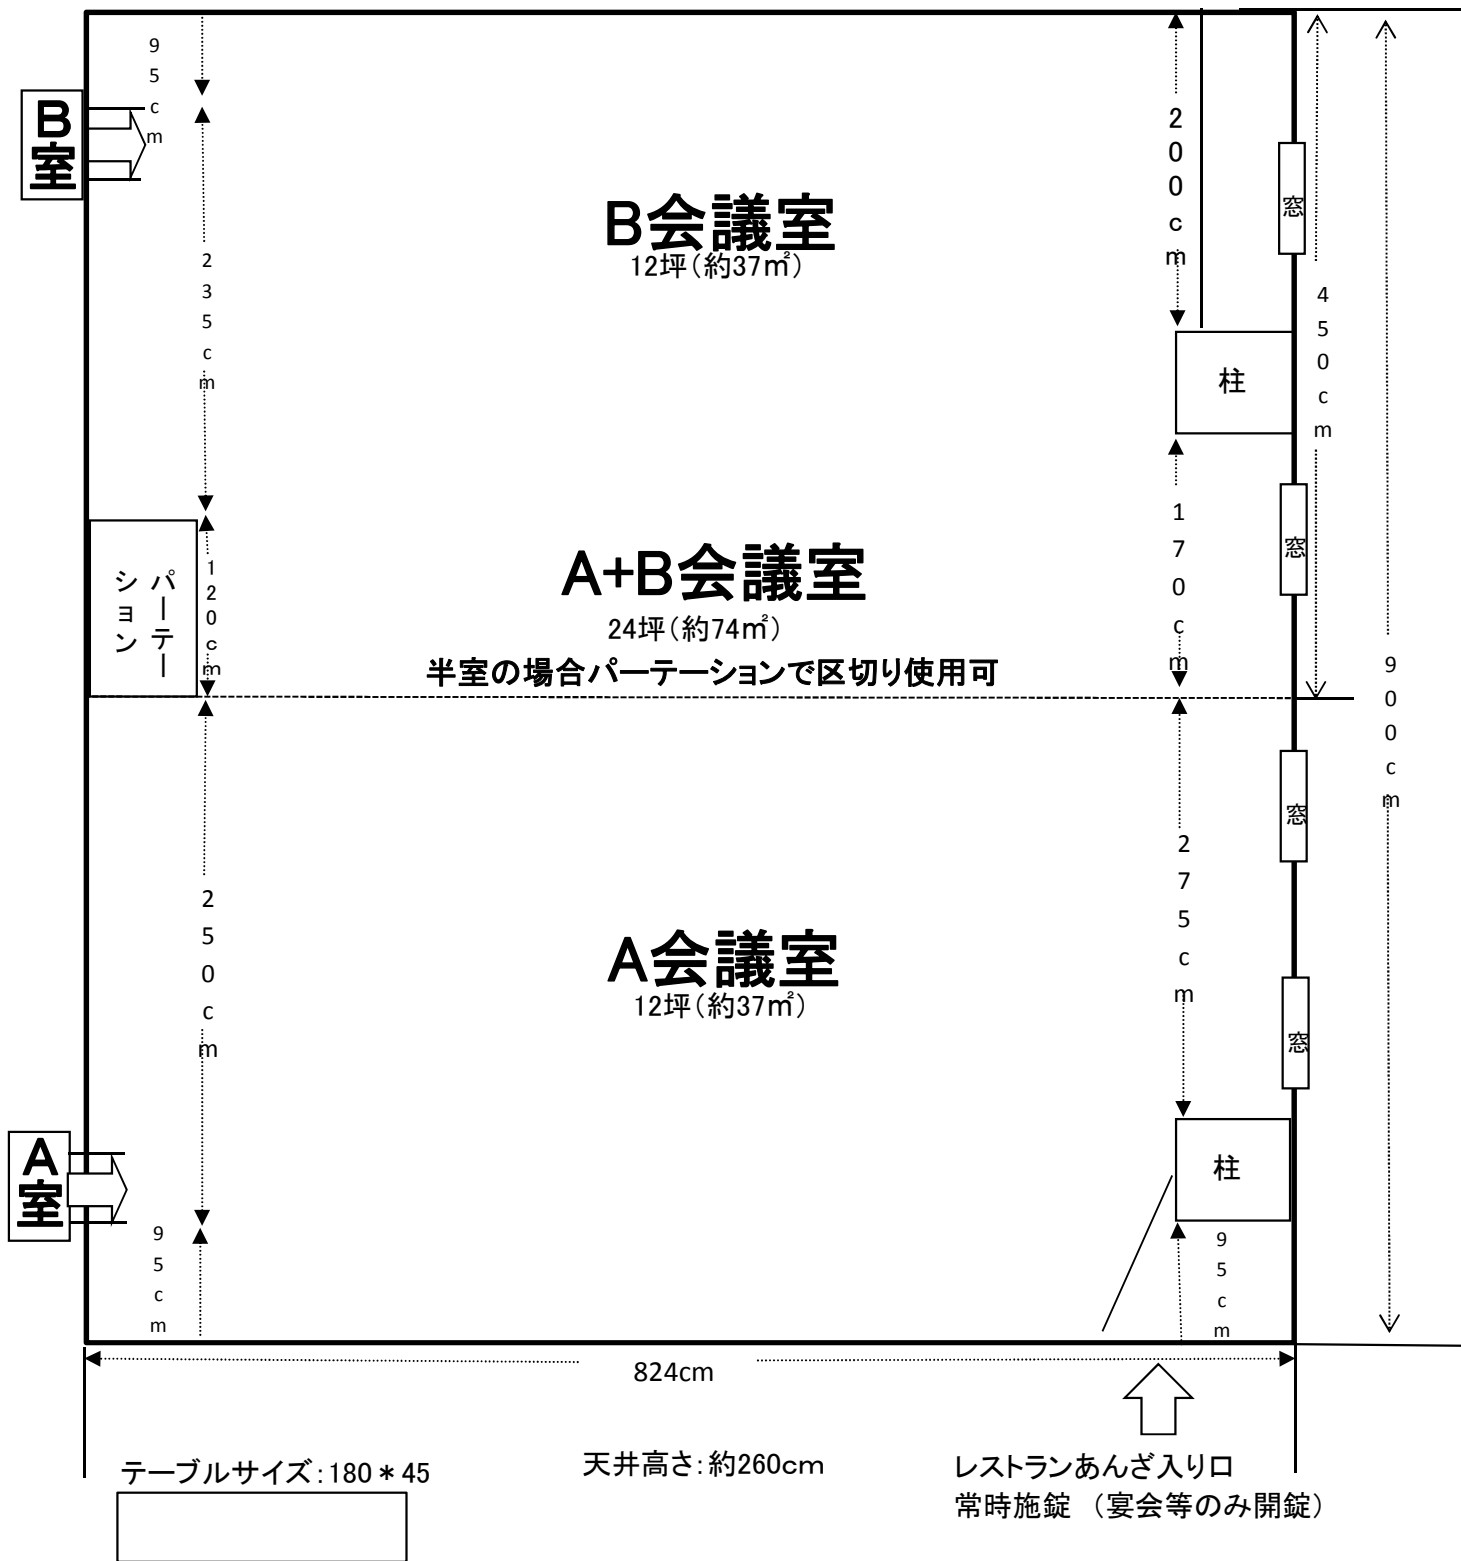 95cm
B室
235cm
B会議室
12坪(約37㎡)
200cm
窓
450cm
柱
パーテーション
120cm
A+B会議室
24坪(約74㎡)
半室の場合パーテーションで区切り使用可
170cm
窓
900cm
窓
250cm
275cm
A会議室
12坪(約37㎡)
窓
A室
柱
95cm
95cm
824cm
テーブルサイズ:180*45
天井高さ:約260cm
レストランあんざ入り口
常時施錠 (宴会等のみ開錠)